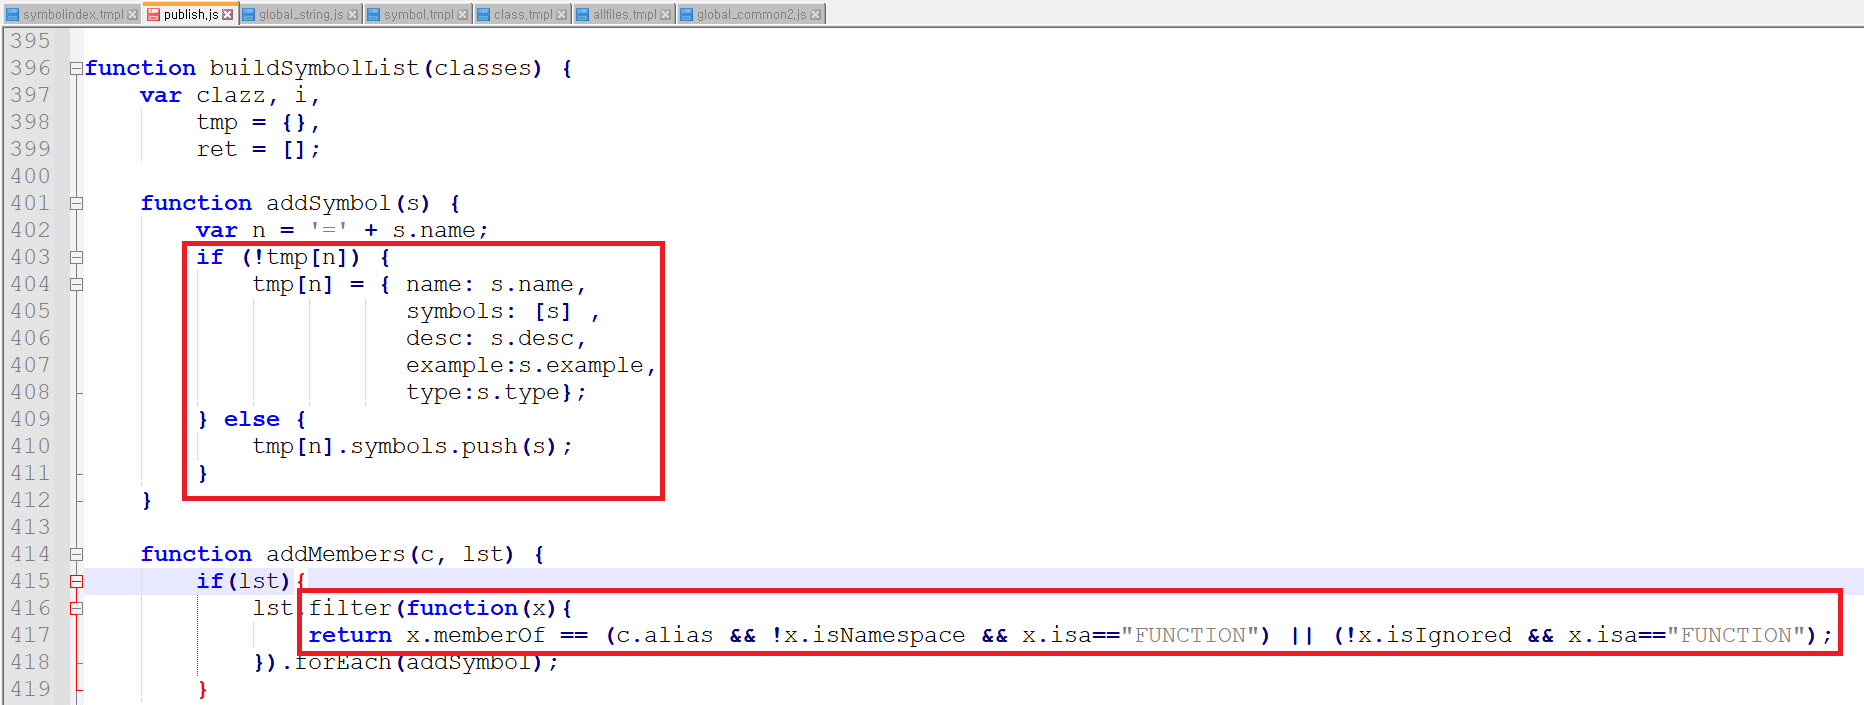 symbolindex.tmpl publish.js global_string.js symbol.tmpl class.tmpl allfiles.tmpl global_common2.js
395
396 function buildSymbolList(classes) {
397 var clazz, i,
398 tmp = {},
399 ret = [];
400
401 function addSymbol(s) {
402 var n = '=' + s.name;
403 if (!tmp[n]) {
404 tmp[n] = { name: s.name,
405 symbols: [s] ,
406 desc: s.desc,
407 example:s.example,
408 type:s.type};
409 } else {
410 tmp[n].symbols.push(s);
411 }
412 }
413
414 function addMembers(c, lst) {
415 if(lst){
416 lst.filter(function(x){
417 return x.memberOf == (c.alias && !x.isNamespace && x.isa=="FUNCTION") || (!x.isIgnored && x.isa=="FUNCTION");
418 }).forEach(addSymbol);
419 }